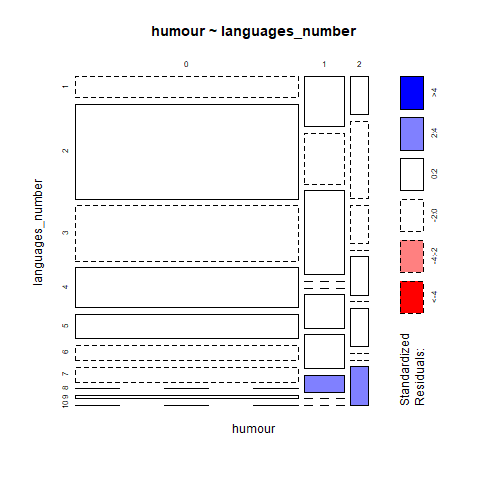 humour ~ languages_number
0 1 2
1
2
3
4
5
6
7
8
9
10
languages_number
humour
>4
2:4
0:2
-2:0
-4:-2
<-4
Standardized
Residuals: